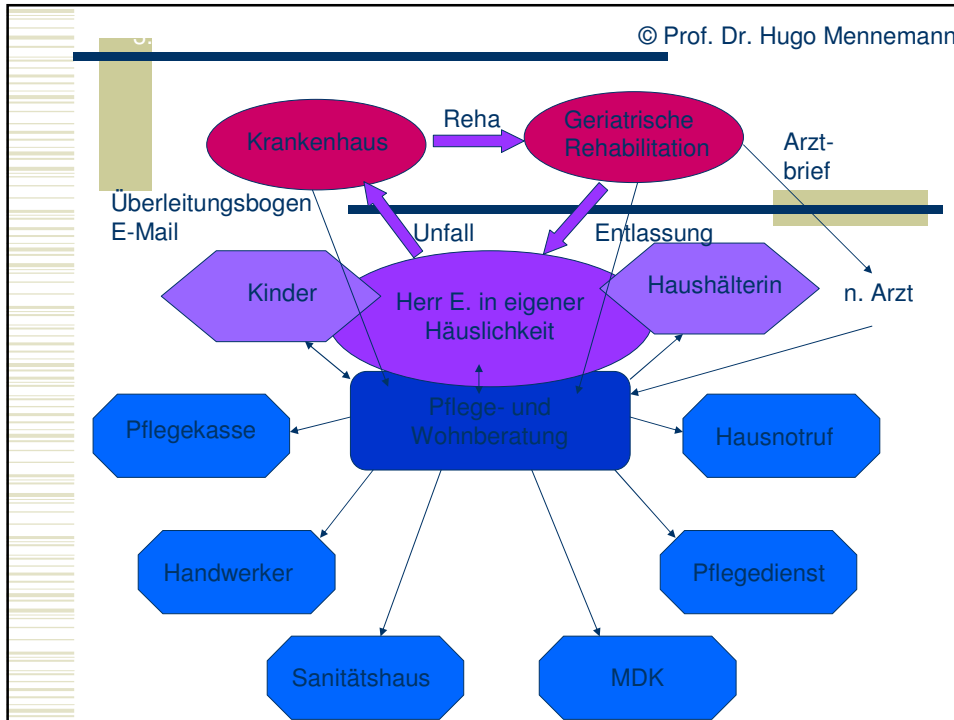 © Prof. Dr. Hugo Mennemann
Reha
Krankenhaus
Geriatrische
Rehabilitation
Arzt-
brief
Überleitungsbogen
E-Mail
Unfall
Entlassung
Kinder
Herr E. in eigener
Häuslichkeit
Haushälterin
n. Arzt
Pflege- und
Wohnberatung
Pflegekasse
Hausnotruf
Handwerker
Pflegedienst
Sanitätshaus
MDK